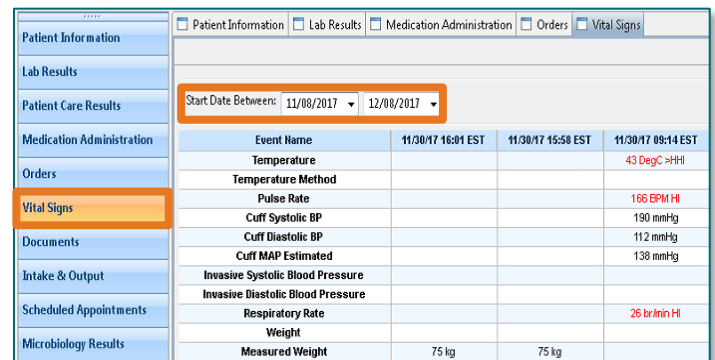 Patient Information
Lab Results
Patient Care Results
Medication Administration
Orders
Vital Signs
Documents
Intake & Output
Scheduled Appointments
Microbiology Results
Patient Information Lab Results Medication Administration Orders Vital Signs
Start Date Between: 11/08/2017 12/08/2017
Event Name 11/30/17 16:01 EST 11/30/17 15:58 EST 11/30/17 09:14 EST
Temperature 43 DegC >HHI
Temperature Method
Pulse Rate 166 BPM HI
Cuff Systolic BP 190 mmHg
Cuff Diastolic BP 112 mmHg
Cuff MAP Estimated 138 mmHg
Invasive Systolic Blood Pressure
Invasive Diastolic Blood Pressure
Respiratory Rate 26 br/min HI
Weight
Measured Weight 75 kg 75 kg